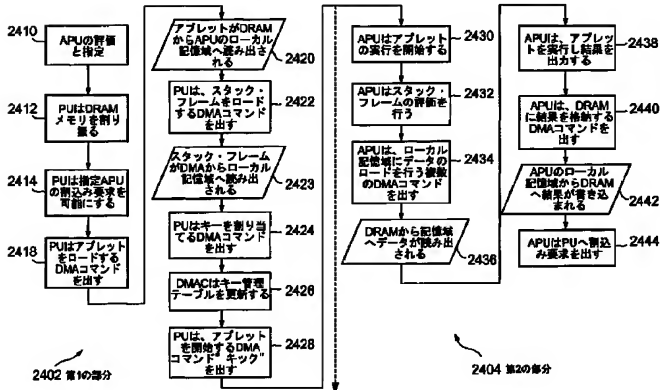 2410
APUの評価
と指定
2412
PUはDRAM
メモリを割り
振る
2414
PUは指定APU
の割込み要求を
可能にする
2418
PUはアプレット
をロードする
DMAコマンド
を出す
アプレットがDRAM
からAPUのローカル
記憶域へ読み出さ
れる
2420
PUは、スタック・
フレームをロード
するDMAコマンド
を出す
2422
スタック・フレーム
がDMAからローカル
記憶域へ読み出さ
れる
2423
PUはキーを割り当
てるDMAコマンド
を出す
2424
DMACはキー管理
テーブルを更新する
2426
PUは、アプレット
を開始するDMA
コマンド"キック"
を出す
2428
APUはアプレット
の実行を開始する
2430
APUはスタック・
フレームの評価を
行う
2432
APUは、ローカル
記憶域にデータの
ロードを行う複数
のDMAコマンドを
出す
2434
DRAMから記憶域
へデータが読み出
される
2436
APUは、アプレッ
トを実行し結果を
出力する
2438
APUは、DRAM
に結果を格納する
DMAコマンドを
出す
2440
APUのローカル
記憶域からDRAM
へ結果が書き込
まれる
2442
APUはPUへ割込
み要求を出す
2444
2402 第1の部分
2404 第2の部分